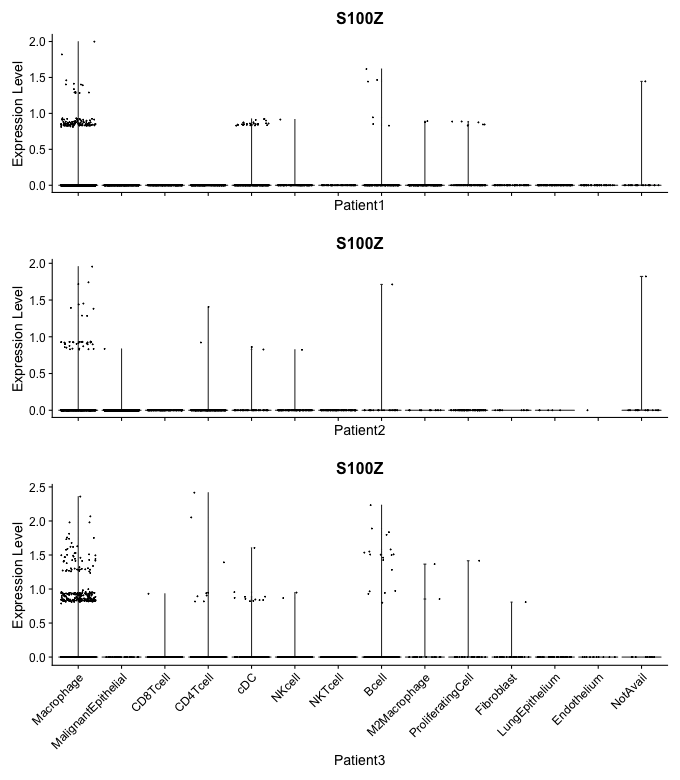 S100Z
Expression Level
2.0
1.5
1.0
0.5
0.0
Patient1
S100Z
Expression Level
2.0
1.5
1.0
0.5
0.0
Patient2
S100Z
Expression Level
2.5
2.0
1.5
1.0
0.5
0.0
Macrophage
MalignantEpithelial
CD8Tcell
CD4Tcell
cDC
NKcell
NKTcell
Bcell
M2Macrophage
ProliferatingCell
Fibroblast
LungEpithelium
Endothelium
NotAvail
Patient3